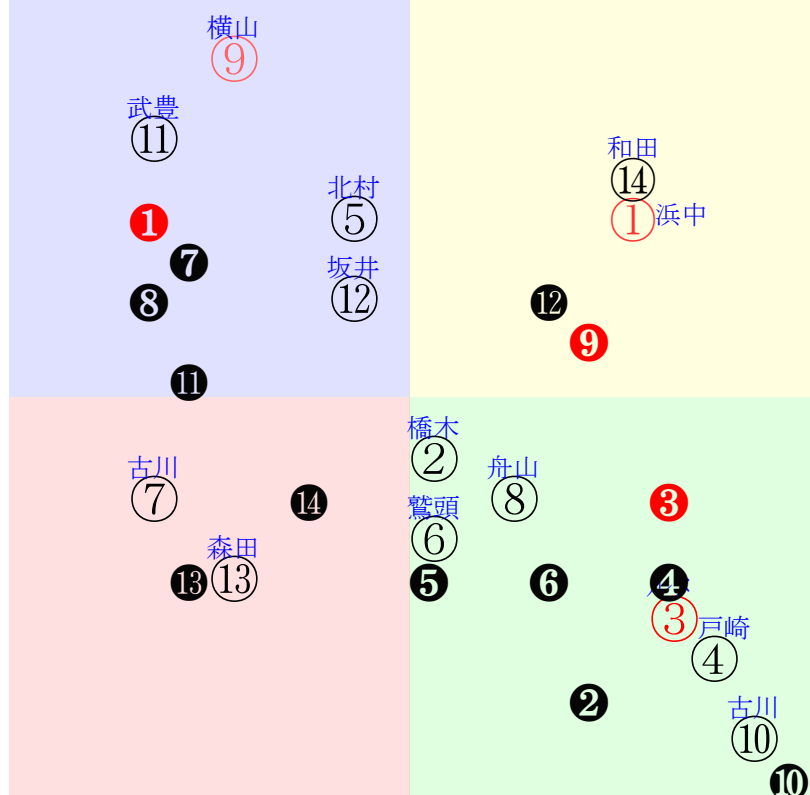 横山
⑨
武豊
⑪
和田
⑭
北村
⑤
①
浜中
❶
❼
坂井
⑫
❽
⓬
❾
⓫
橋木
②
古川
⑦
舟山
⑧
⓮
❸
鷲頭
⑥
森田
⑬
⓭
❺
❻
❹
③
戸崎
④
❷
古川
⑩
❿